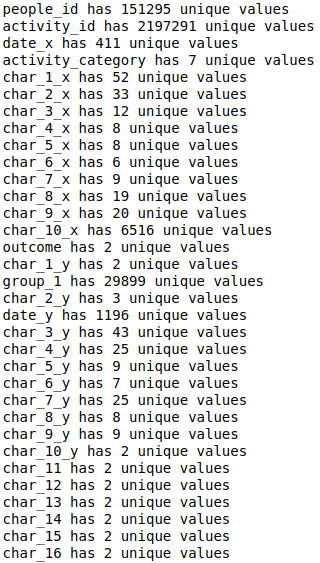 people_id has 151295 unique values
activity_id has 2197291 unique values
date_x has 411 unique values
activity_category has 7 unique values
char_1_x has 52 unique values
char_2_x has 33 unique values
char_3_x has 12 unique values
char_4_x has 8 unique values
char_5_x has 8 unique values
char_6_x has 6 unique values
char_7_x has 9 unique values
char_8_x has 19 unique values
char_9_x has 20 unique values
char_10_x has 6516 unique values
outcome has 2 unique values
char_1_y has 2 unique values
group_1 has 29899 unique values
char_2_y has 3 unique values
date_y has 1196 unique values
char_3_y has 43 unique values
char_4_y has 25 unique values
char_5_y has 9 unique values
char_6_y has 7 unique values
char_7_y has 25 unique values
char_8_y has 8 unique values
char_9_y has 9 unique values
char_10_y has 2 unique values
char_11 has 2 unique values
char_12 has 2 unique values
char_13 has 2 unique values
char_14 has 2 unique values
char_15 has 2 unique values
char_16 has 2 unique values